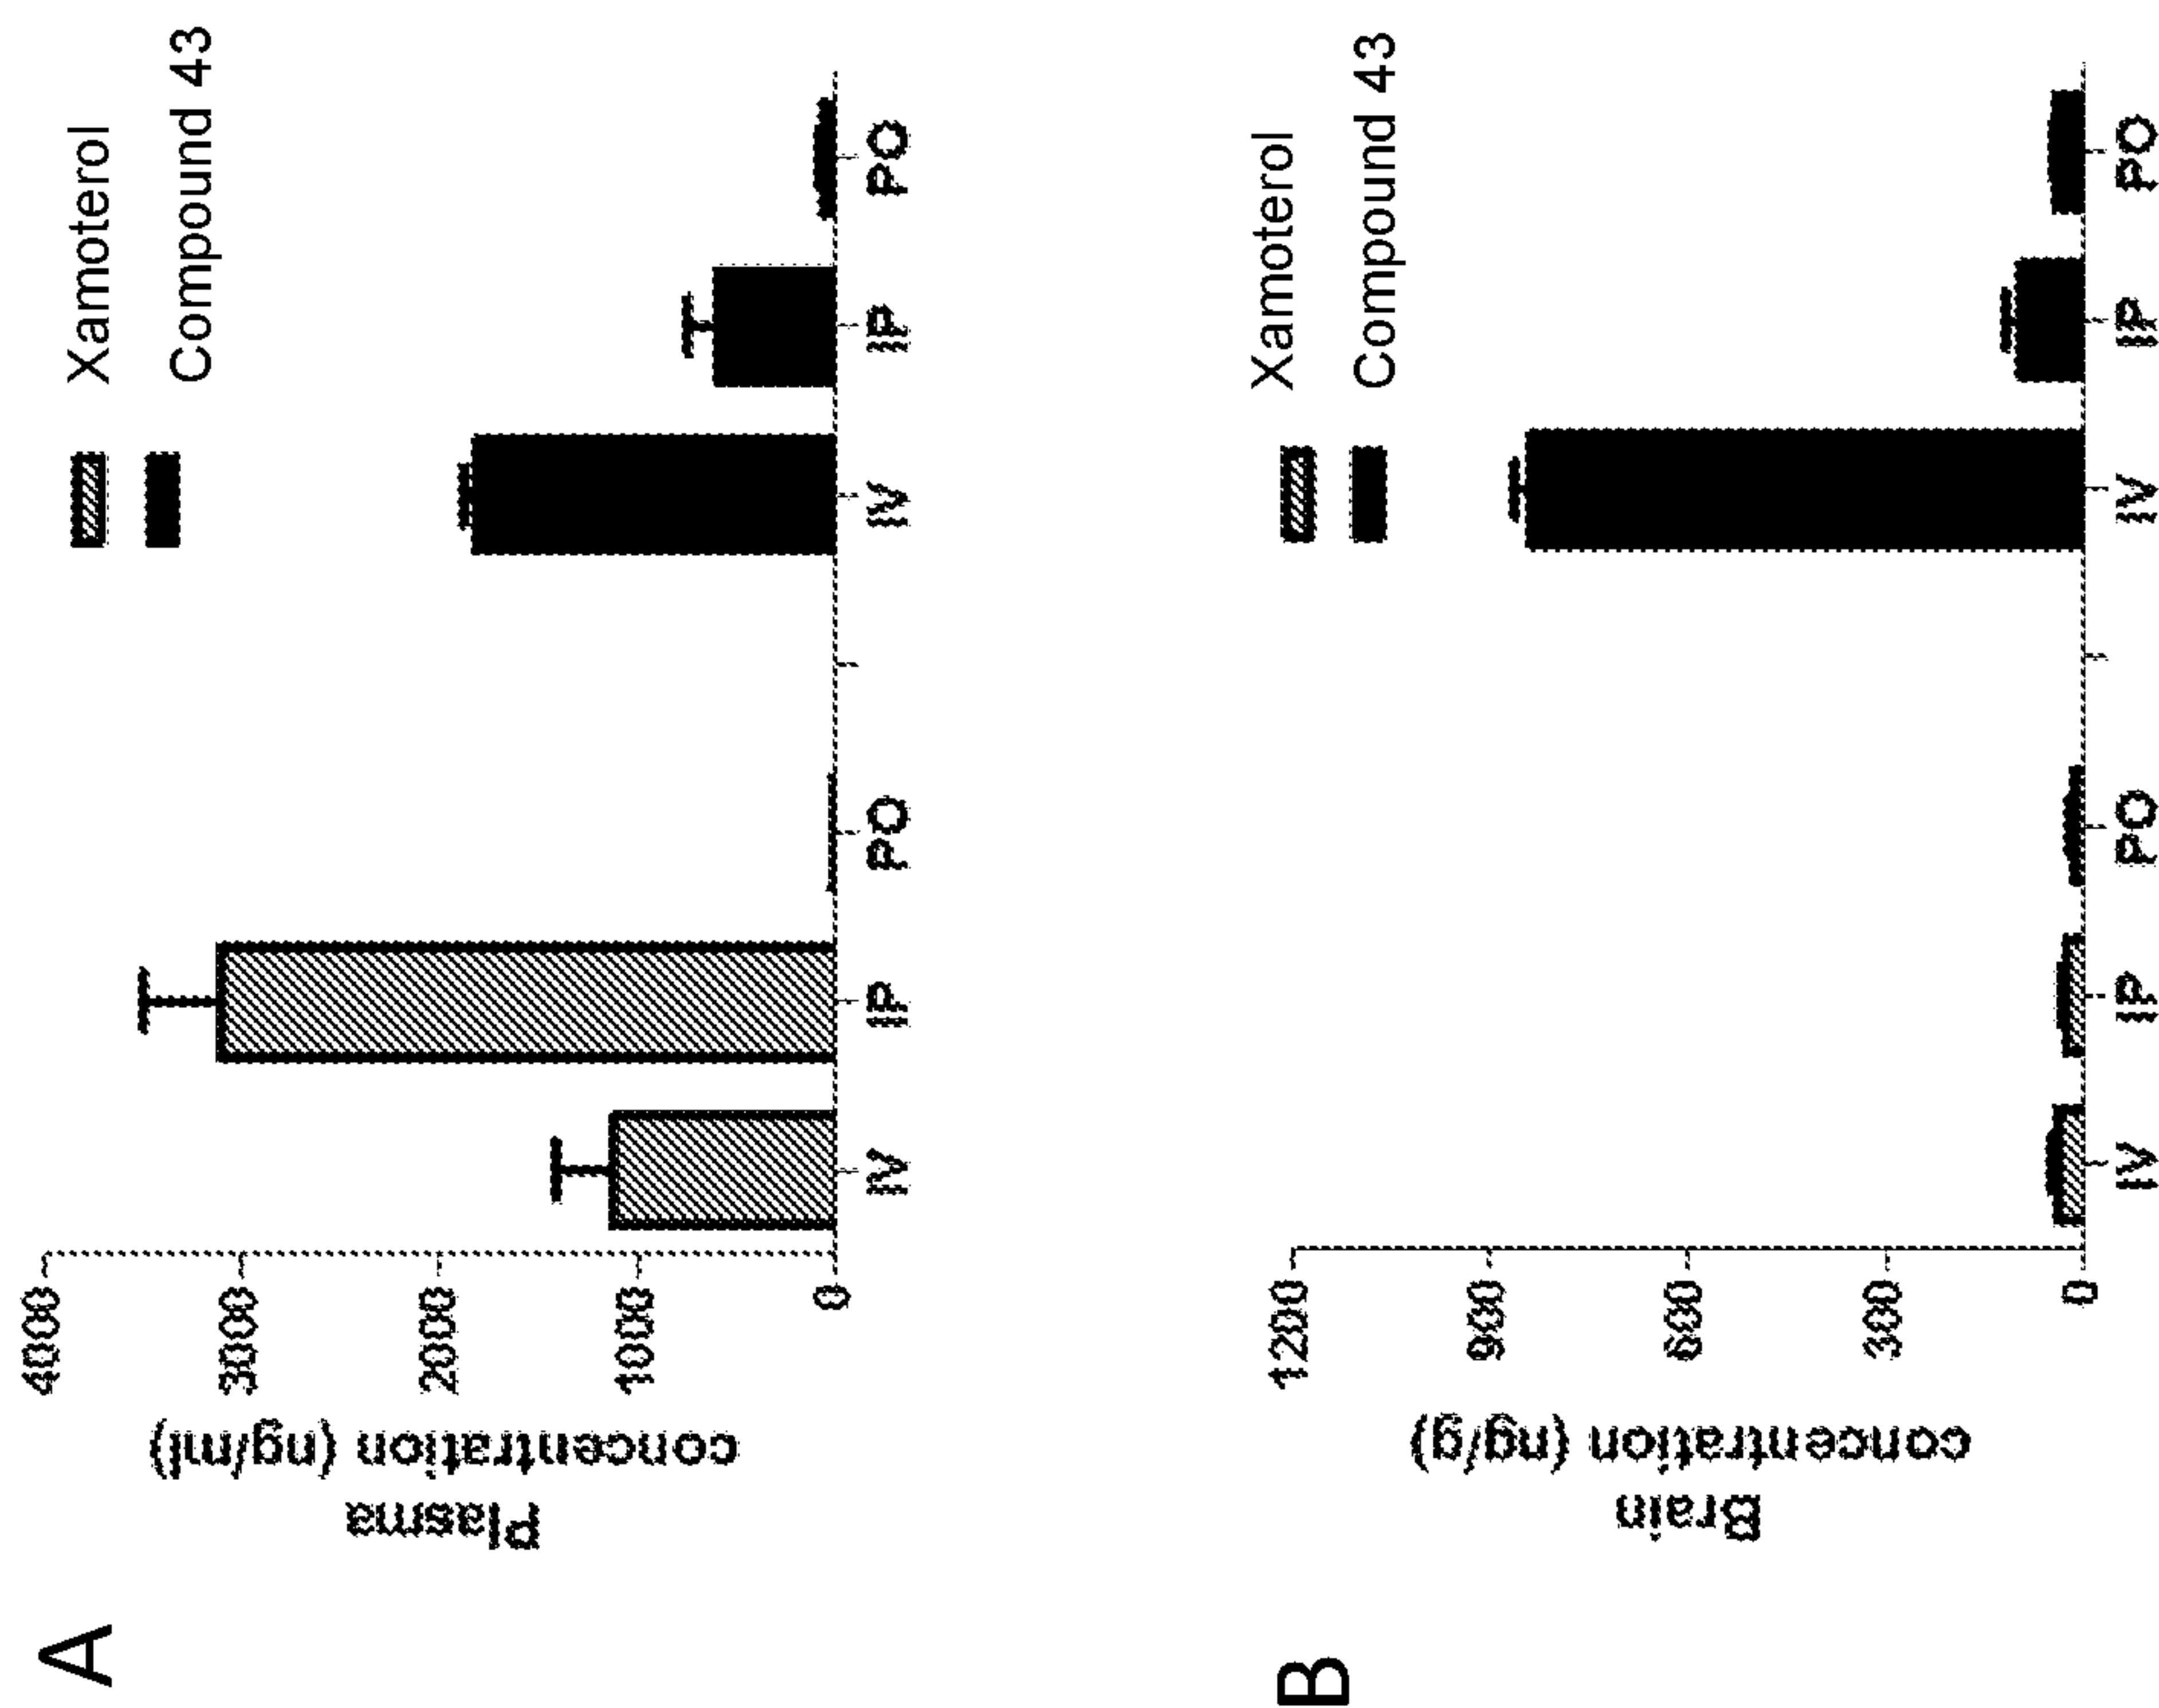 A
Plasma
concentration (ng/ml)
4000
3000
2000
1000
0
Xamoterol
Compound 43
IV
IP
PO
IV
IP
PO
B
Brain
concentration (ng/g)
1200
900
600
300
0
Xamoterol
Compound 43
IV
IP
PO
IV
IP
PO